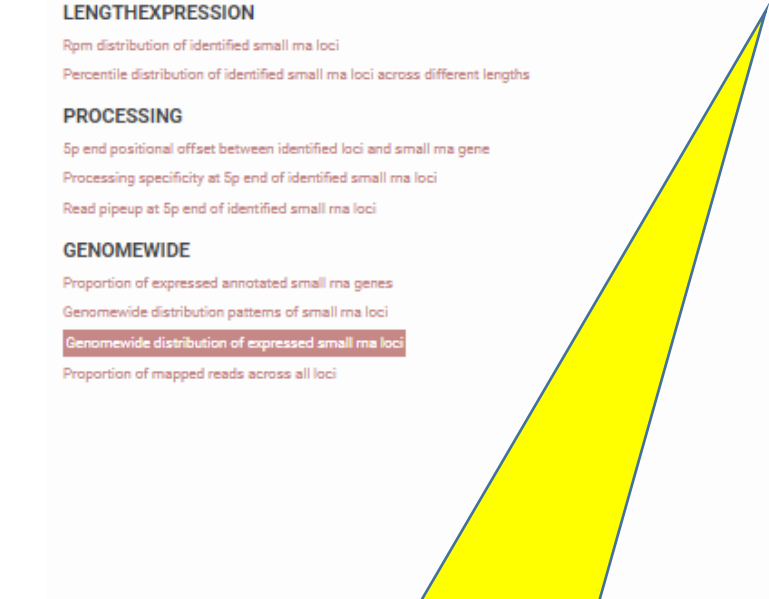 LENGTHEXPRESSION
Rpm distribution of identified small rna loci
Percentile distribution of identified small rna loci across different lengths
PROCESSING
5p end positional offset between identified loci and small rna gene
Processing specificity at 5p end of identified small rna loci
Read pipeup at 5p end of identified small rna loci
GENOMEWIDE
Proportion of expressed annotated small rna genes
Genomewide distribution patterns of small rna loci
Genomewide distribution of expressed small rna loci
Proportion of mapped reads across all loci